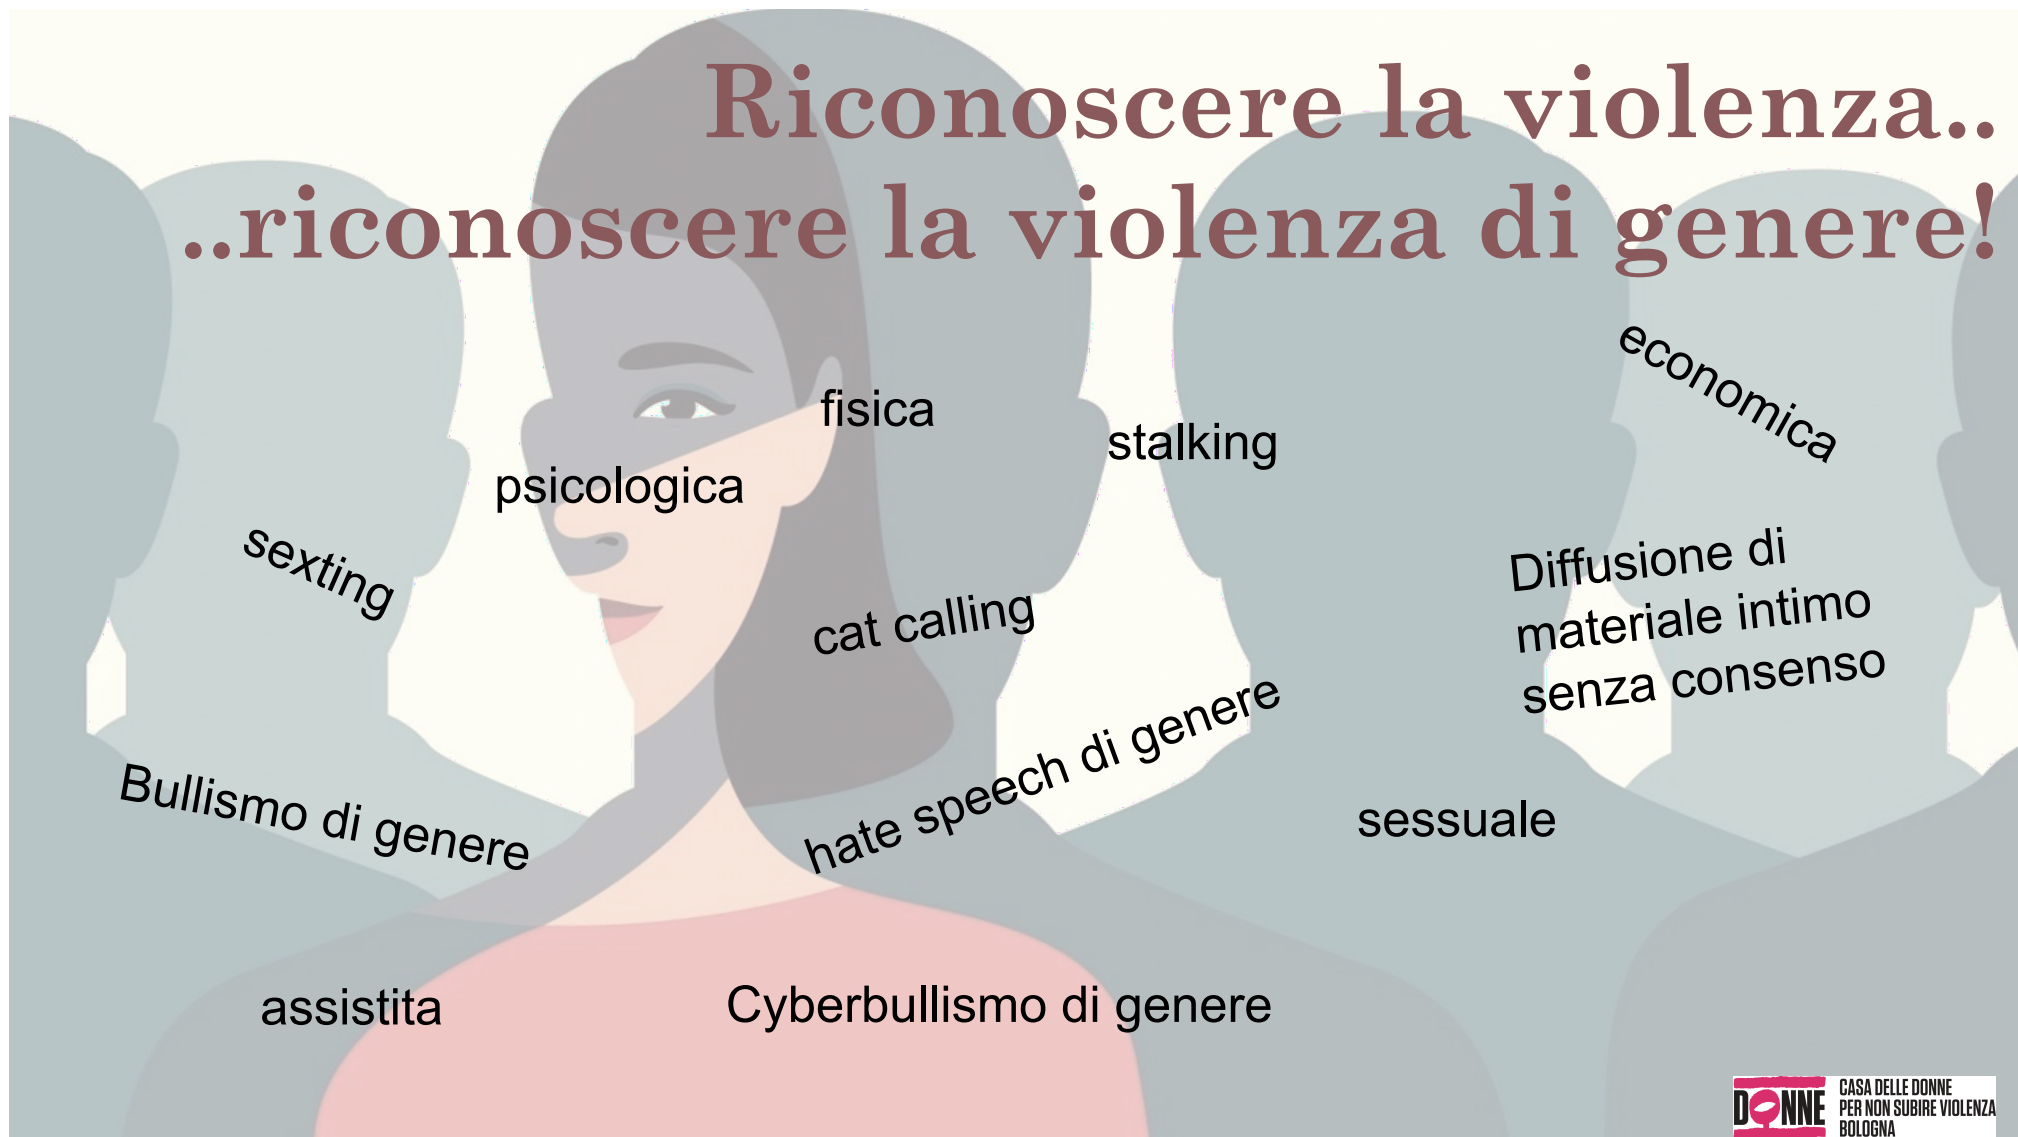 Riconoscere la violenza..
..riconoscere la violenza di genere!
economica
fisica
stalking
psicologica
sexting
Diffusione di
materiale intimo
senza consenso
cat calling
hate speech di genere
Bullismo di genere
sessuale
assistita
Cyberbullismo di genere
DONNE
CASA DELLE DONNE
PER NON SUBIRE VIOLENZA
BOLOGNA